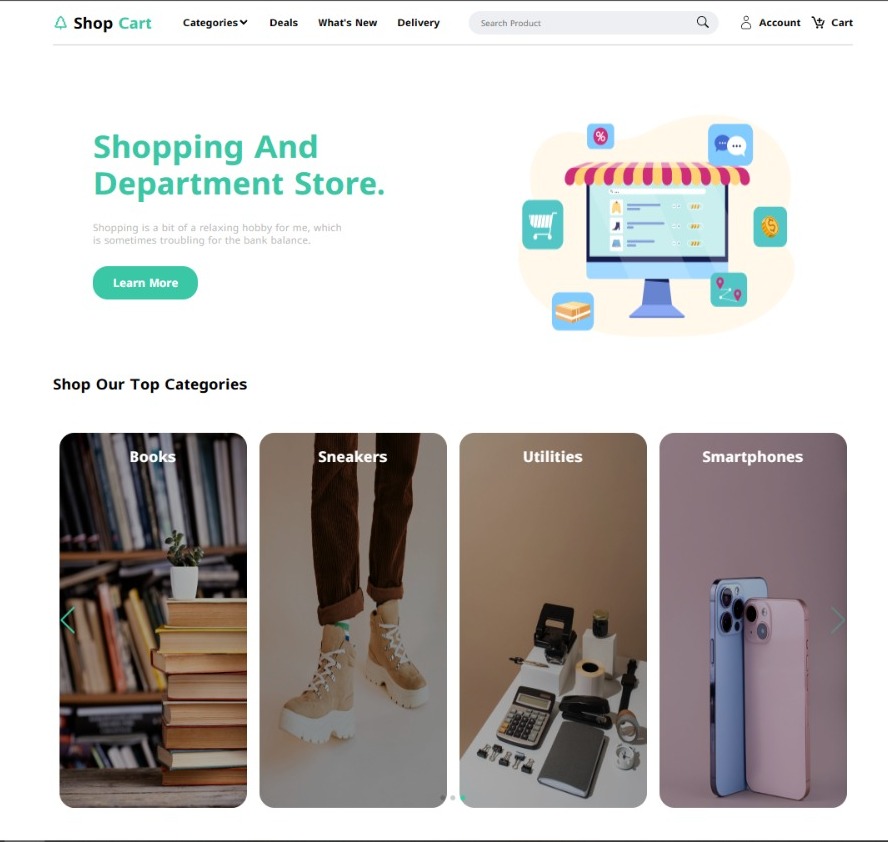 Shop Cart
Categories
Deals
What's New
Delivery
Search Product
Account
Cart
Shopping And
Department Store.
Shopping is a bit of a relaxing hobby for me, which
is sometimes troubling for the bank balance.
Learn More
Shop Our Top Categories
Books
Sneakers
Utilities
Smartphones